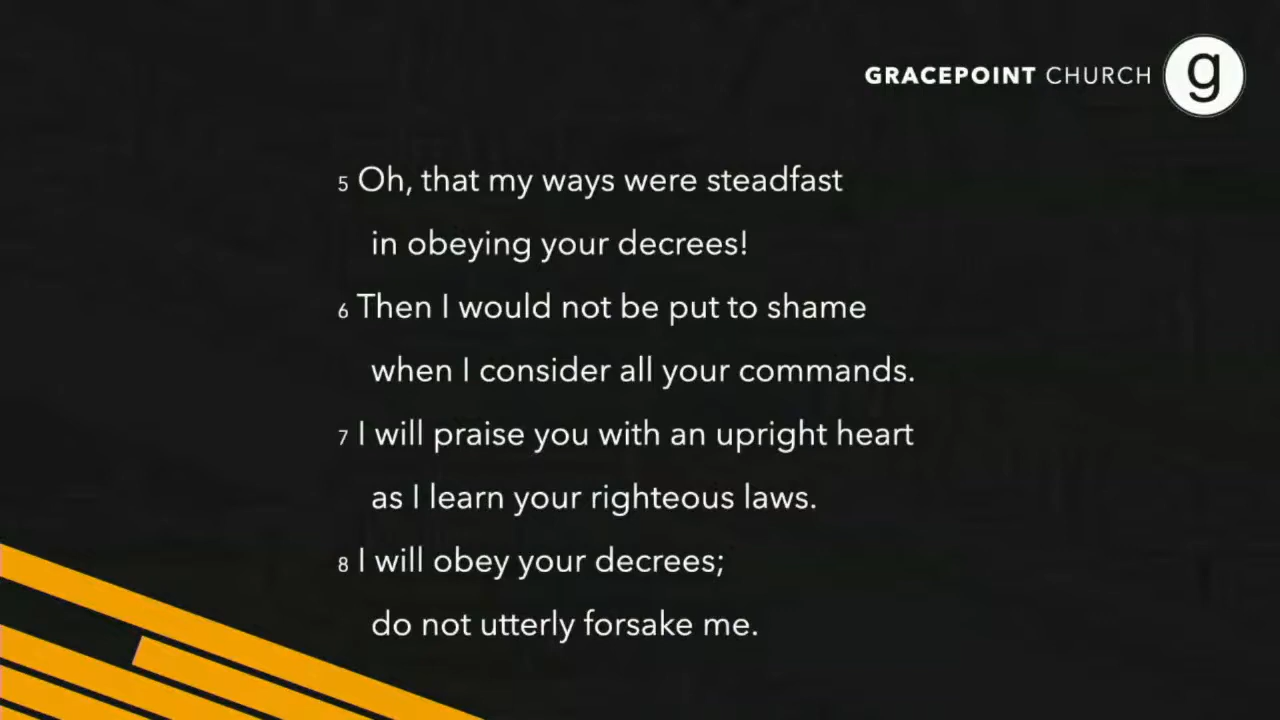 GRACEPOINT CHURCH g
5 Oh, that my ways were steadfast
in obeying your decrees!
6 Then I would not be put to shame
when I consider all your commands.
7 I will praise you with an upright heart
as I learn your righteous laws.
8 I will obey your decrees;
do not utterly forsake me.